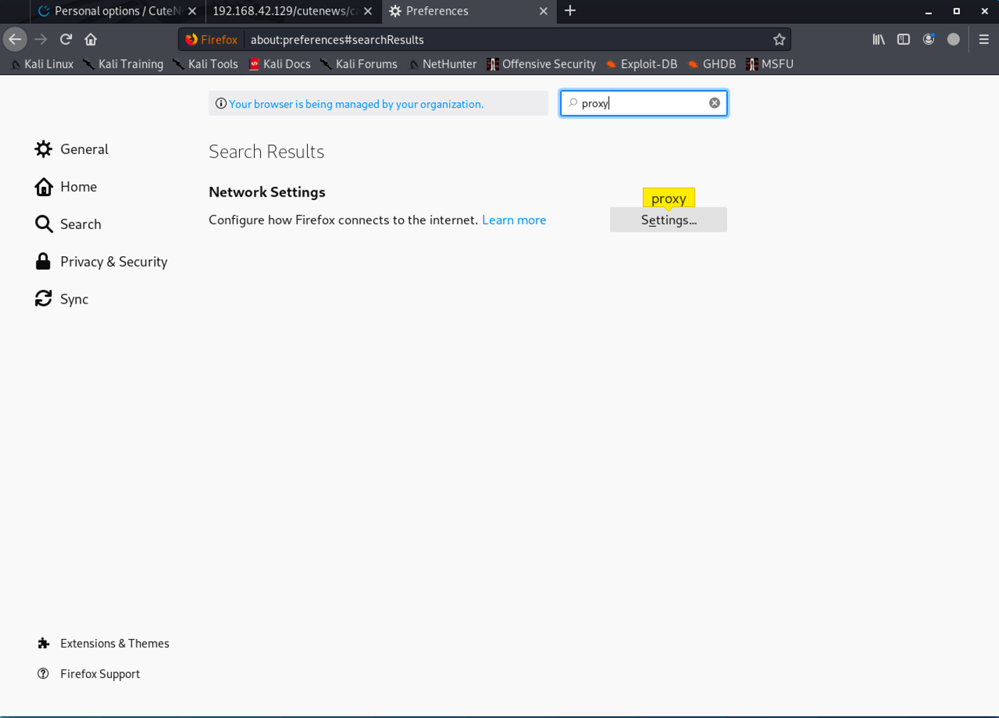 Personal options / CuteN
192.168.42.129/cutenews/ca
Preferences
Firefox
about:preferences#searchResults
Kali Linux
Kali Training
Kali Tools
Kali Docs
Kali Forums
NetHunter
Offensive Security
Exploit-DB
GHDB
MSFU
Your browser is being managed by your organization.
proxy
General
Home
Search
Privacy & Security
Sync
Search Results
Network Settings
proxy
Configure how Firefox connects to the internet. Learn more
Settings...
Extensions & Themes
Firefox Support